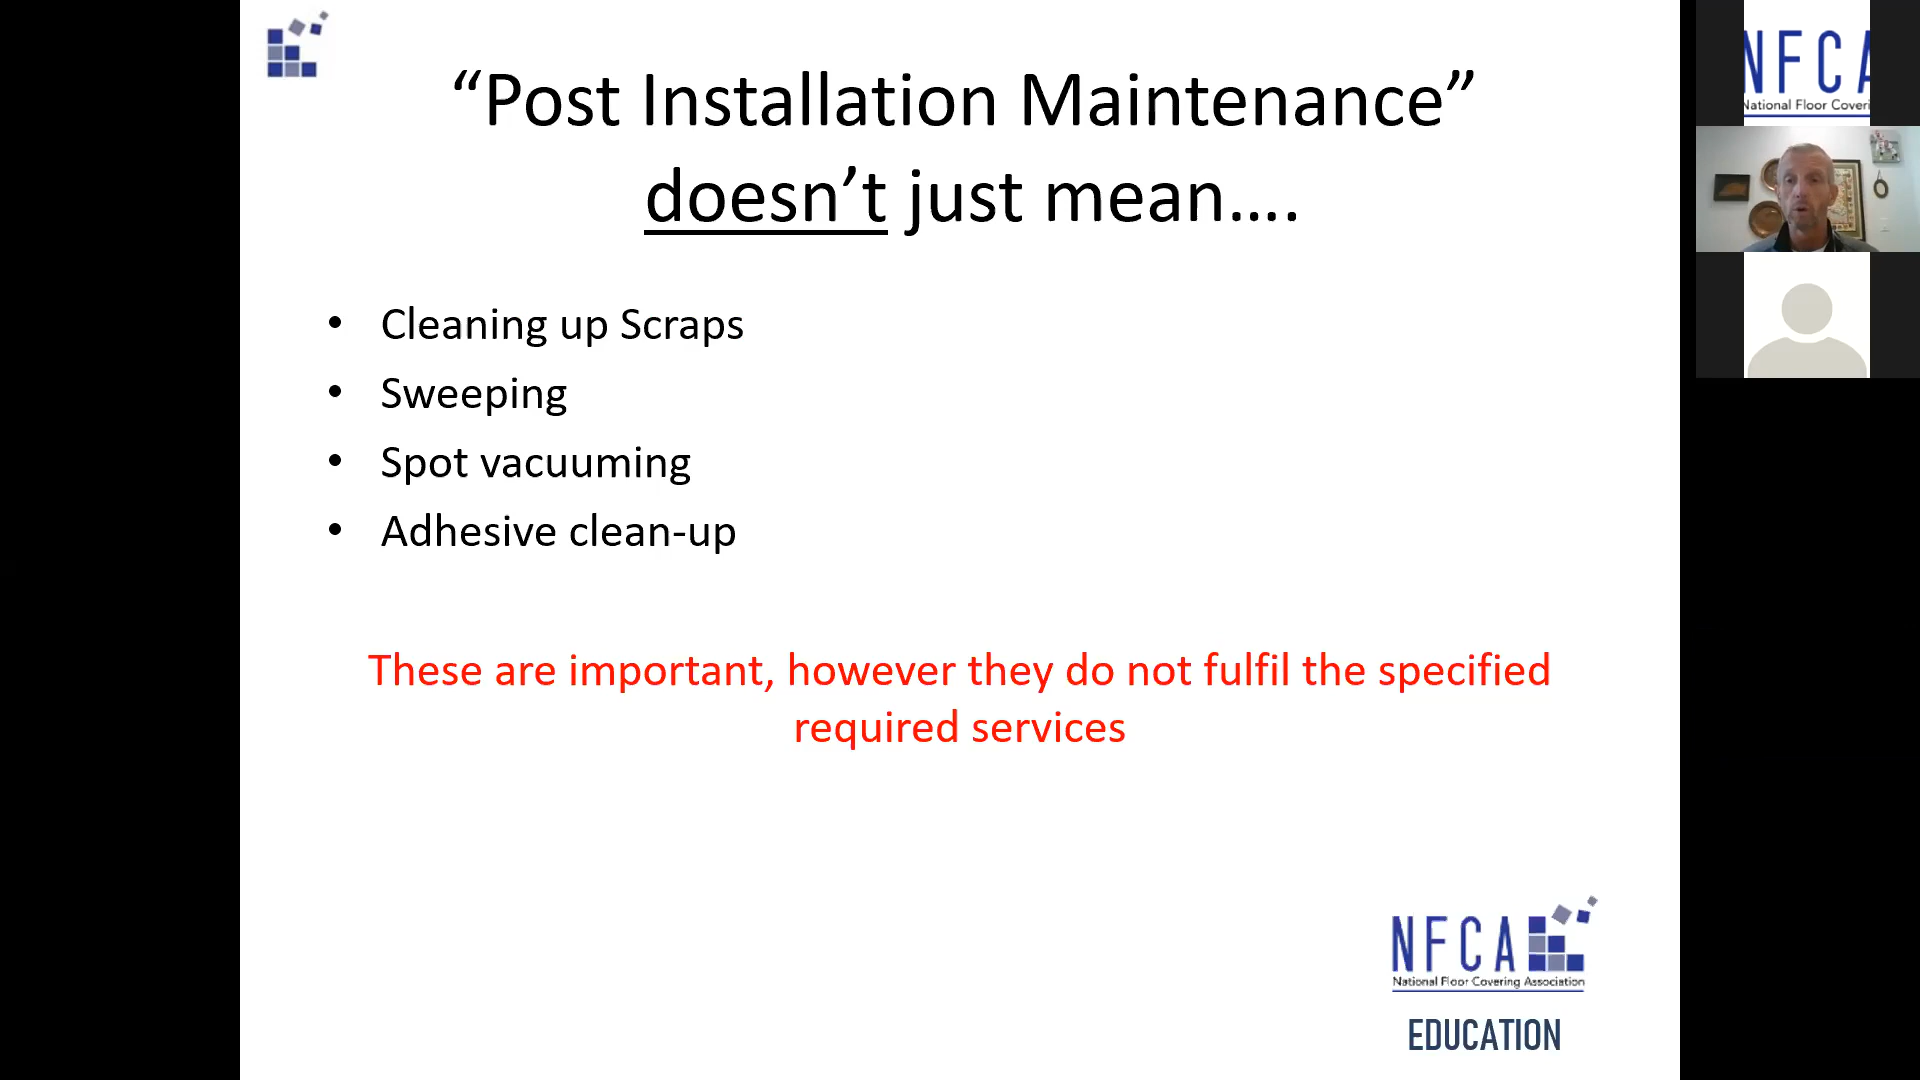 “Post Installation Maintenance”
doesn’t just mean….
• Cleaning up Scraps
• Sweeping
• Spot vacuuming
• Adhesive clean-up
These are important, however they do not fulfil the specified
required services
NFCA
National Floor Covering Association
EDUCATION
NFCA
National Floor Coveri